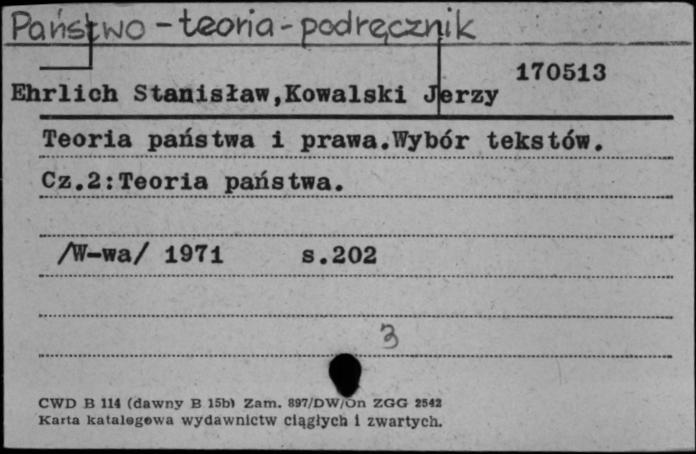 Państwo - teoria - podręcznik
170513
Ehrlich Stanisław,Kowalski Jerzy
Teoria państwa i prawa.Wybór tekstów.
Cz.2:Teoria państwa.
/W-wa/ 1971 s.202
3
CWD B 114 (dawny B 15b) Zam. 897/DW/On ZGG 2542
Karta katalogowa wydawnictw ciągłych i zwartych.